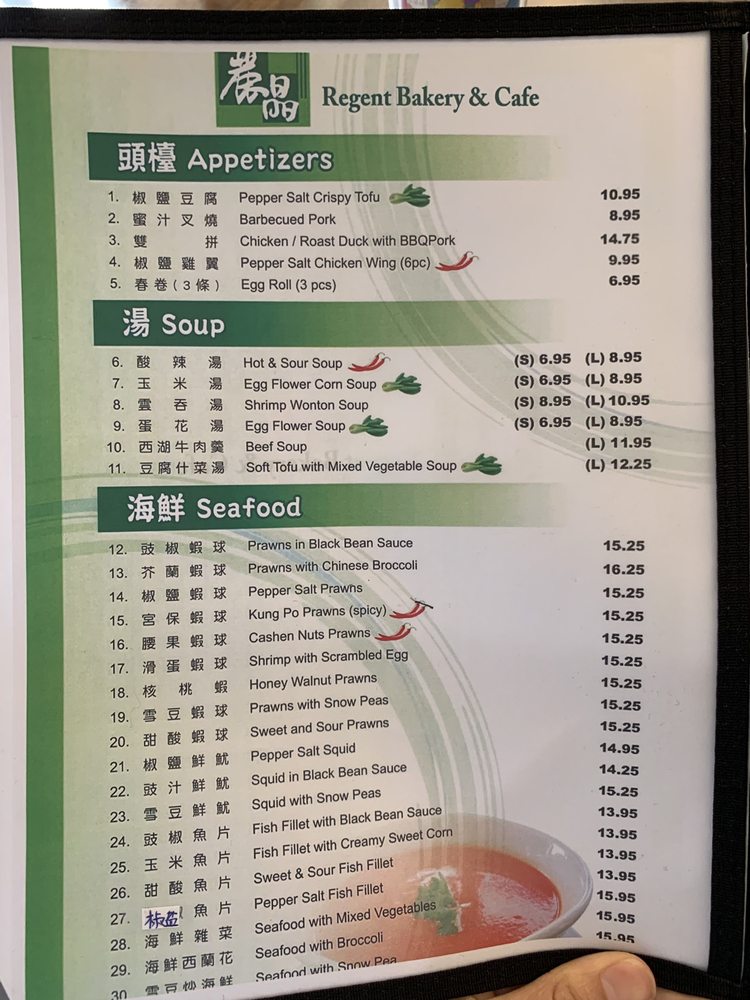 農晶 Regent Bakery & Cafe
頭檯 Appetizers
1. 椒鹽豆腐 Pepper Salt Crispy Tofu 10.95
2. 蜜汁叉燒 Barbecued Pork 8.95
3. 雙拼 Chicken / Roast Duck with BBQPork 14.75
4. 椒鹽雞翼 Pepper Salt Chicken Wing (6pc) 9.95
5. 春卷(3條) Egg Roll (3 pcs) 6.95
湯 Soup
6. 酸辣湯 Hot & Sour Soup (S) 6.95 (L) 8.95
7. 玉米湯 Egg Flower Corn Soup (S) 6.95 (L) 8.95
8. 雲吞湯 Shrimp Wonton Soup (S) 8.95 (L) 10.95
9. 蛋花湯 Egg Flower Soup (S) 6.95 (L) 8.95
10. 西湖牛肉羹 Beef Soup (L) 11.95
11. 豆腐什菜湯 Soft Tofu with Mixed Vegetable Soup (L) 12.25
海鮮 Seafood
12. 豉椒蝦球 Prawns in Black Bean Sauce 15.25
13. 芥蘭蝦球 Prawns with Chinese Broccoli 16.25
14. 椒鹽蝦球 Pepper Salt Prawns 15.25
15. 宮保蝦球 Kung Po Prawns (spicy) 15.25
16. 腰果蝦球 Cashen Nuts Prawns 15.25
17. 滑蛋蝦球 Shrimp with Scrambled Egg 15.25
18. 核桃蝦 Honey Walnut Prawns 15.25
19. 雪豆蝦球 Prawns with Snow Peas 15.25
20. 甜酸蝦球 Sweet and Sour Prawns 15.25
21. 椒鹽鮮魷 Pepper Salt Squid 14.95
22. 豉汁鮮魷 Squid in Black Bean Sauce 14.25
23. 雪豆鮮魷 Squid with Snow Peas 15.25
24. 豉椒魚片 Fish Fillet with Black Bean Sauce 13.95
25. 玉米魚片 Fish Fillet with Creamy Sweet Corn 13.95
26. 甜酸魚片 Sweet & Sour Fish Fillet 13.95
27. 椒盐魚片 Pepper Salt Fish Fillet 13.95
28. 海鮮雜菜 Seafood with Mixed Vegetables 15.95
29. 海鮮西蘭花 Seafood with Broccoli 15.95
30. 雪豆炒海鮮 Seafood with Snow Pea 15.95